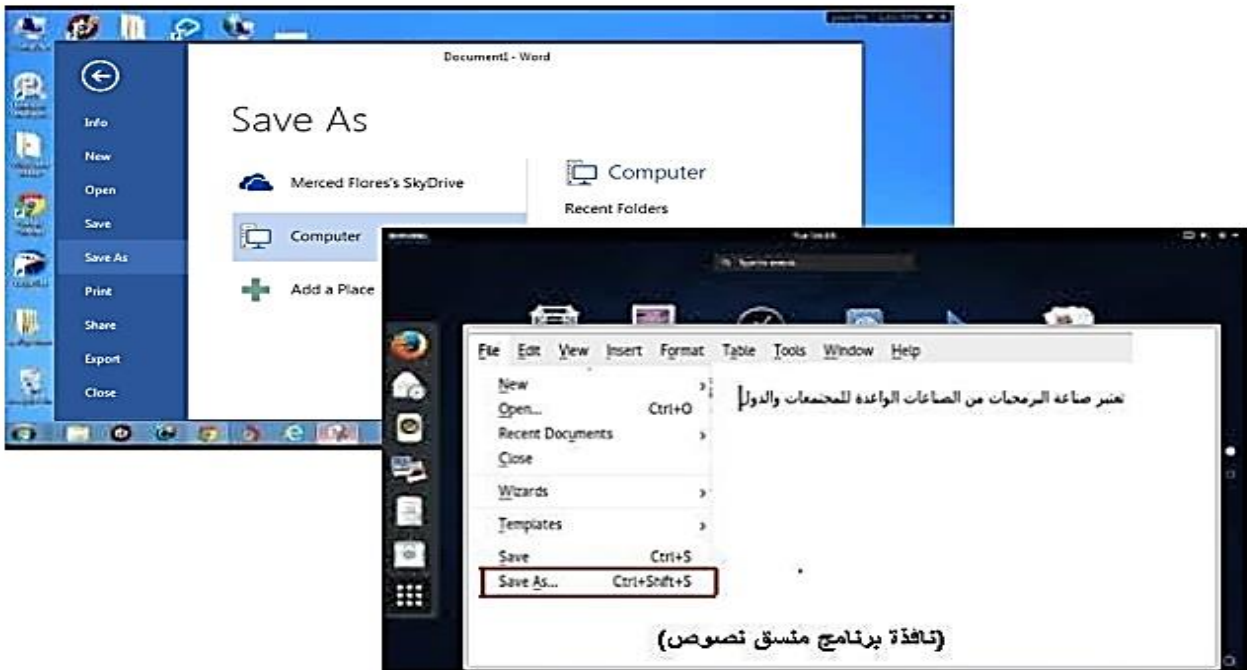 Document1 - Word
Info
New
Open
Save
Save As
Print
Share
Export
Close
Save As
Merced Flores's SkyDrive
Computer
Add a Place
Computer
Recent Folders
File Edit View Insert Format Table Tools Window Help
New
Open... Ctrl+O
Recent Documents
Close
Wizards
Templates
Save Ctrl+S
Save As... Ctrl+Shift+S
تعتبر صناعة البرمجيات من الصناعات الواعدة للمجتمعات والدول
(نافذة برنامج منسق نصوص)